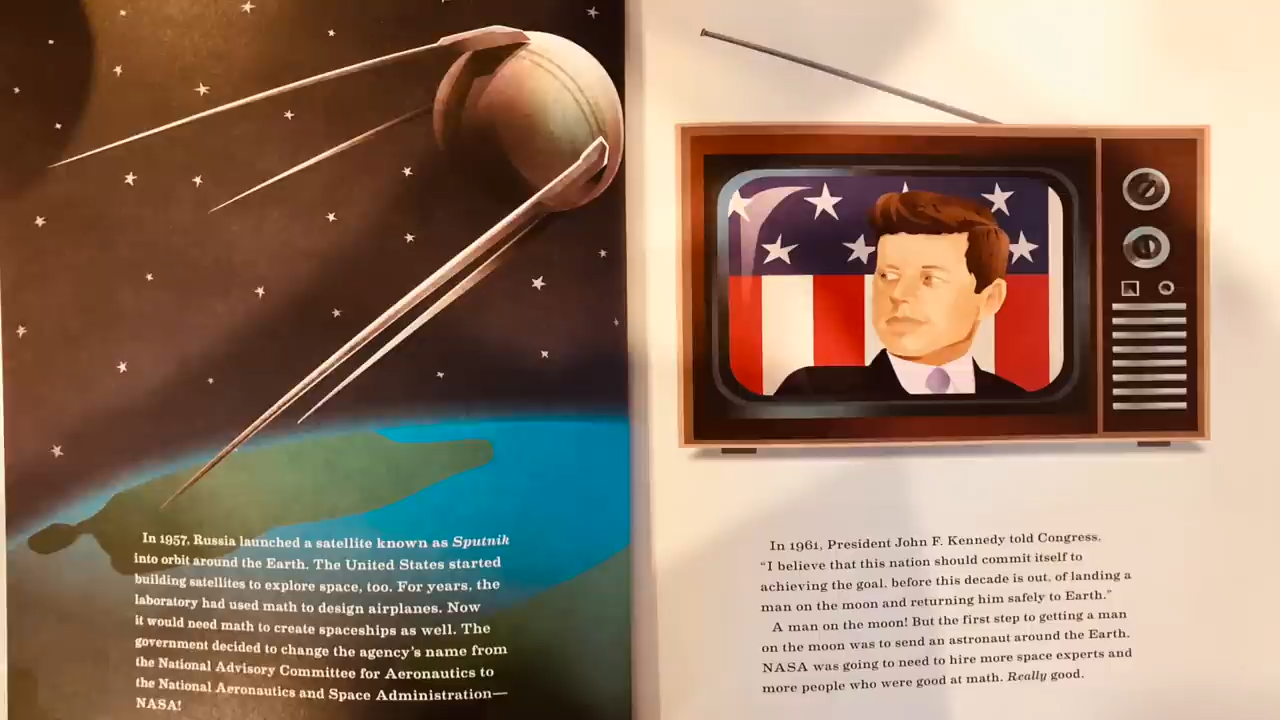 In 1957, Russia launched a satellite known as Sputnik
into orbit around the Earth. The United States started
building satellites to explore space, too. For years, the
laboratory had used math to design airplanes. Now
it would need math to create spaceships as well. The
government decided to change the agency's name from
the National Advisory Committee for Aeronautics to
the National Aeronautics and Space Administration—
NASA!
In 1961, President John F. Kennedy told Congress,
"I believe that this nation should commit itself to
achieving the goal, before this decade is out, of landing a
man on the moon and returning him safely to Earth."
A man on the moon! But the first step to getting a man
on the moon was to send an astronaut around the Earth.
NASA was going to need to hire more space experts and
more people who were good at math. Really good.